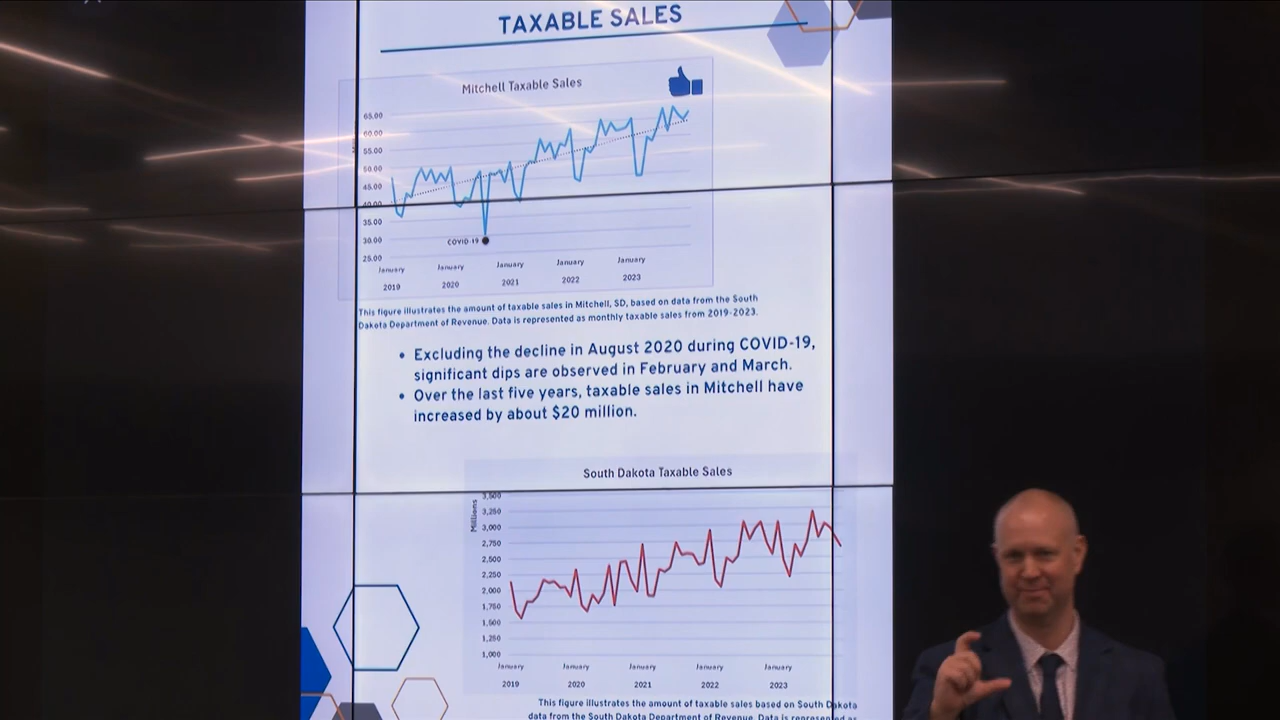 TAXABLE SALES
Mitchell Taxable Sales
65.00
60.00
55.00
50.00
45.00
40.00
35.00
30.00
25.00
COVID-19
January January January January January
2019 2020 2021 2022 2023
This figure illustrates the amount of taxable sales in Mitchell, SD, based on data from the South
Dakota Department of Revenue. Data is represented as monthly taxable sales from 2019-2023.
• Excluding the decline in August 2020 during COVID-19,
significant dips are observed in February and March.
• Over the last five years, taxable sales in Mitchell have
increased by about $20 million.
South Dakota Taxable Sales
Millions
3,500
3,250
3,000
2,750
2,500
2,250
2,000
1,750
1,500
1,250
1,000
January January January January January
2019 2020 2021 2022 2023
This figure illustrates the amount of taxable sales based on South Dakota
data from the South Dakota Department of Revenue. Data is represented as